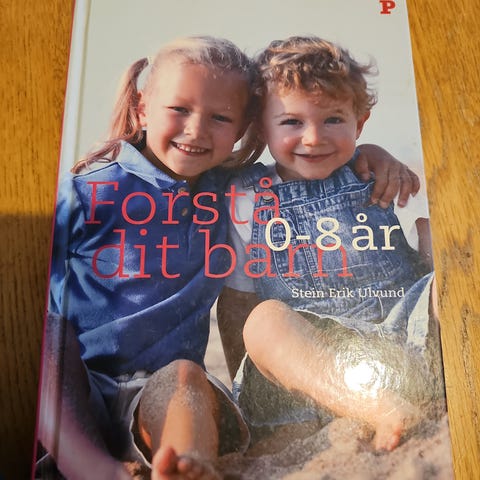 P
Forstå
0-8 år
dit barn
Stein Erik Ulvund